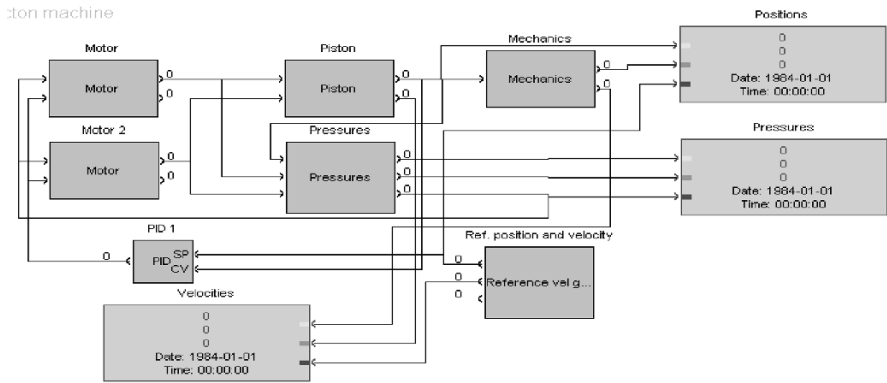 cton machine
Motor
Piston
Mechanics
Positions
Motor
0
0
Piston
0
0
Mechanics
0
0
0
0
0
Date: 1984-01-01
Time: 00:00:00
Motor 2
Pressures
Pressures
Motor
0
0
Pressures
0
0
0
0
0
0
Date: 1984-01-01
Time: 00:00:00
PID 1
Ref. position and velocity
0
PID
SP
CV
0
0
0
Reference vel g...
Velocities
0
0
0
Date: 1984-01-01
Time: 00:00:00